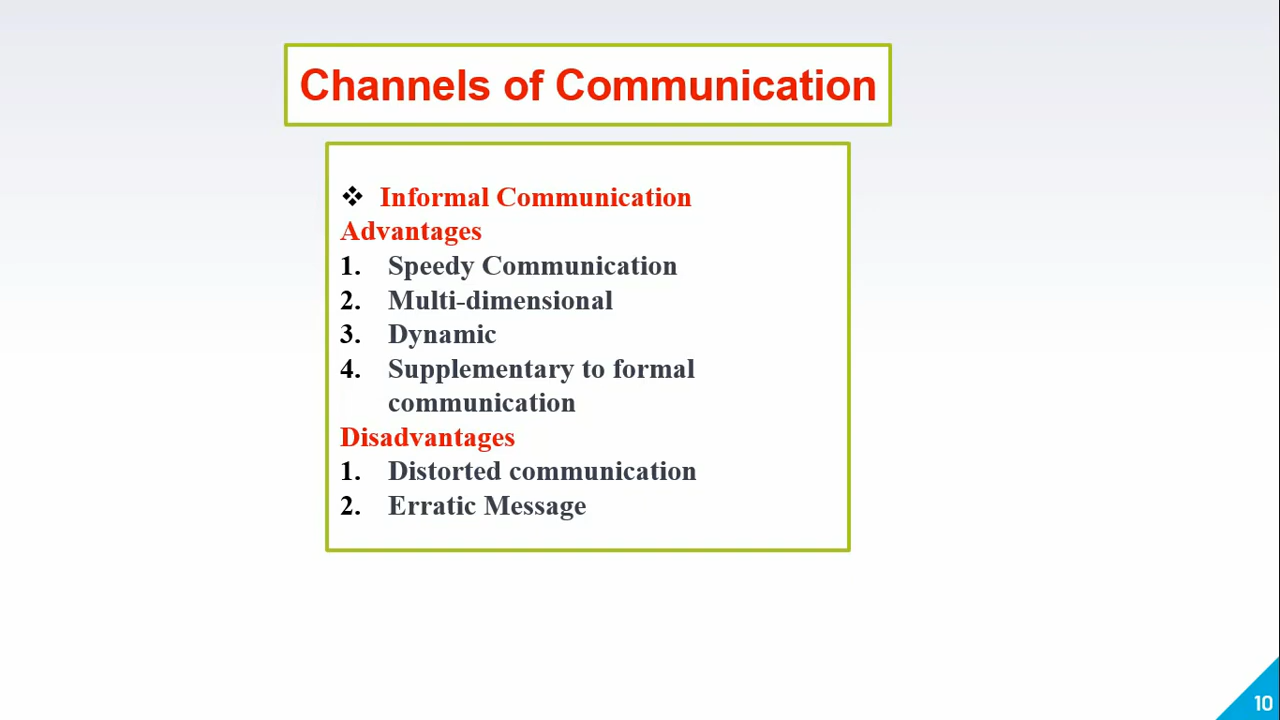 Channels of Communication
❖ Informal Communication
Advantages
1. Speedy Communication
2. Multi-dimensional
3. Dynamic
4. Supplementary to formal
communication
Disadvantages
1. Distorted communication
2. Erratic Message
10